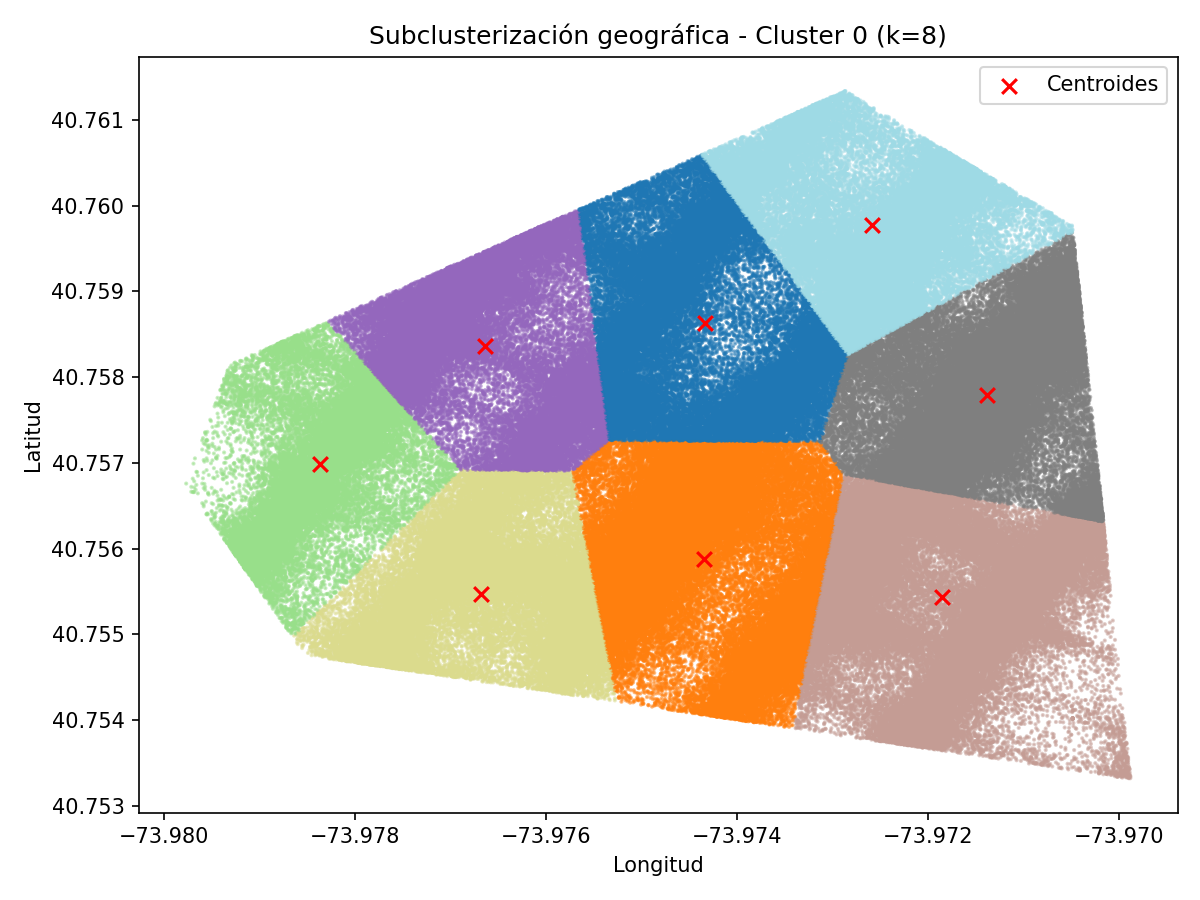 Subclusterización geográfica - Cluster 0 (k=8)
Centroides
40.761
40.760
40.759
40.758
40.757
40.756
40.755
40.754
40.753
Latitud
−73.980 −73.978 −73.976 −73.974 −73.972 −73.970
Longitud